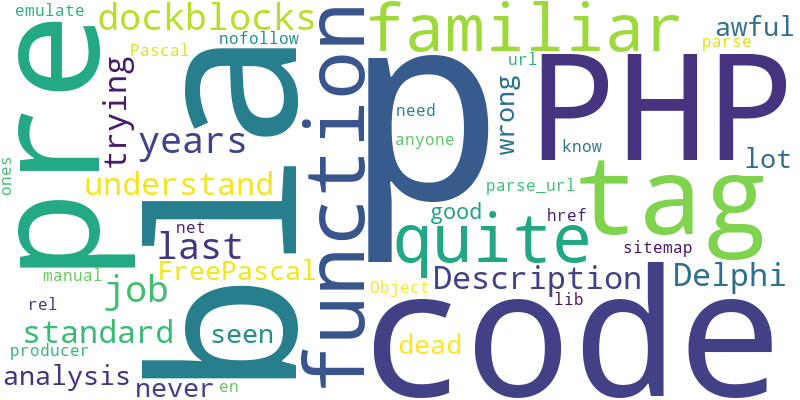 emulate
dockblocks
familiar
awful
nofollow
Pascal
parse
pre
trying
bla
function
p
PHP
url
wrong
years
need
anyone
know
lot
ones
understand
parse_url
tag
good
href
net
last
quite
sitemap
manual
FreePascal
Description
Delphi
job
Object
lib
rel
standard
seen
dead
code
producer
analysis
never
en